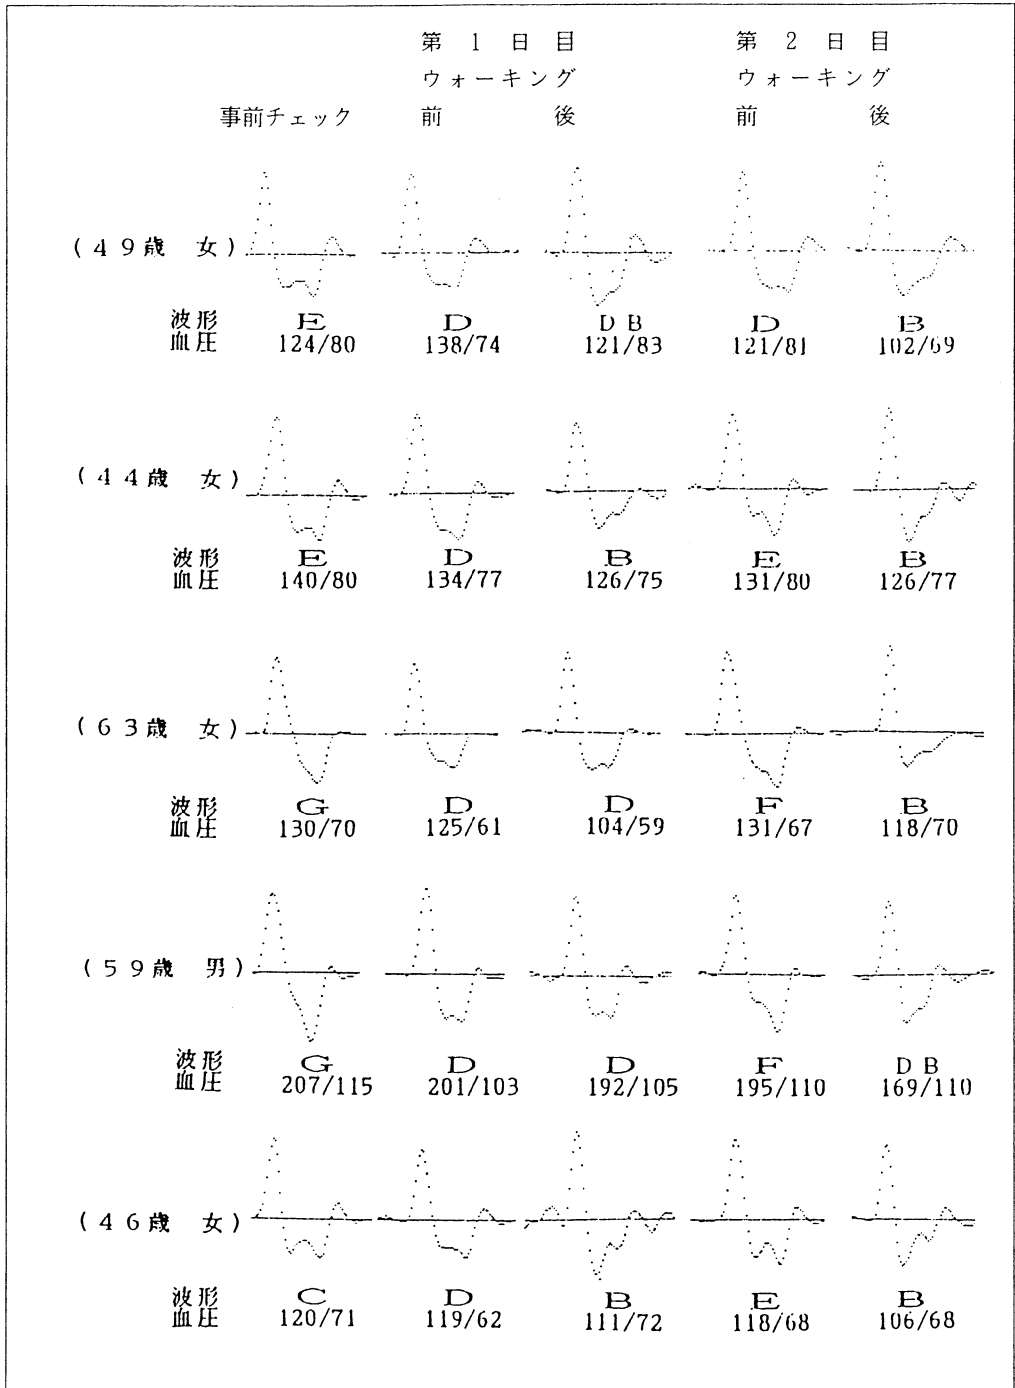 第 1 日 目　第 2 日 目
ウォーキング　ウォーキング
事前チェック　前　後　前　後
(49歳 女)
波形　E　D　D B　D　B
血圧　124/80　138/74　121/83　121/81　102/69
(44歳 女)
波形　E　D　B　E　B
血圧　140/80　134/77　126/75　131/80　126/77
(63歳 女)
波形　G　D　D　F　B
血圧　130/70　125/61　104/59　131/67　118/70
(59歳 男)
波形　G　D　D　F　D B
血圧　207/115　201/103　192/105　195/110　169/110
(46歳 女)
波形　C　D　B　E　B
血圧　120/71　119/62　111/72　118/68　106/68